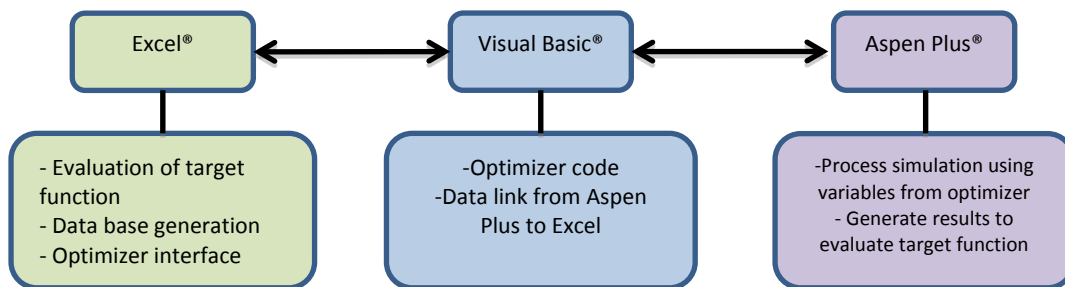 Excel®
Visual Basic®
Aspen Plus®
- Evaluation of target
function
- Data base generation
- Optimizer interface
-Optimizer code
-Data link from Aspen
Plus to Excel
-Process simulation using
variables from optimizer
- Generate results to
evaluate target function